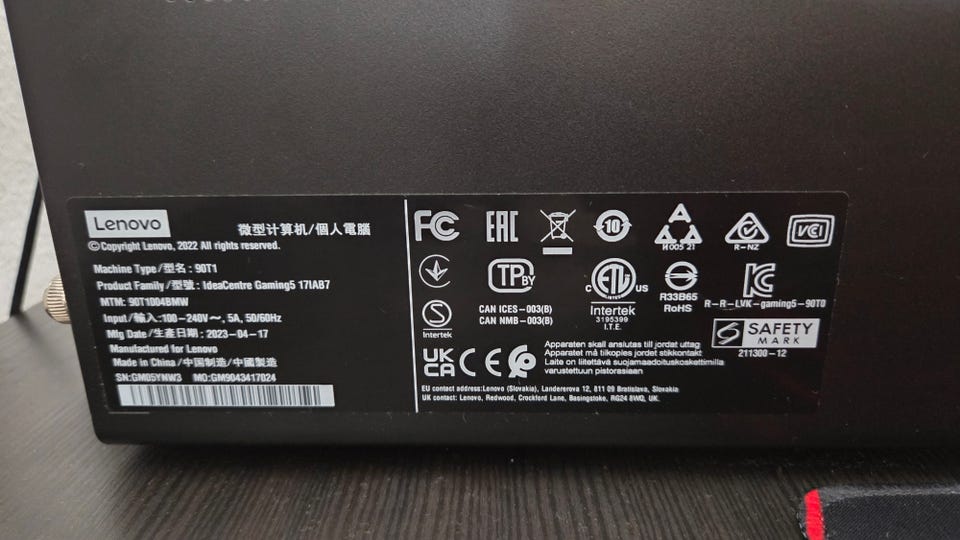 Lenovo
微型计算机/個人電腦
©Copyright Lenovo, 2022 All rights reserved.
Machine Type/型号: 90T1
Product Family/型號: IdeaCentre Gaming5 17IAB7
MTM: 90T1004BMW
Input/輸入:100-240V～, 5A, 50/60Hz
Mfg Date/生產日期: 2023-04-17
Manufactured for Lenovo
Made in China/中国制造/中國製造
SN:GM05YNW3 MO:GM9043417024
FC
EAC
10
R-NZ
VCI
TP BY
C ETL US
Intertek
3195399
I.T.E.
R33B65
RoHS
R-R-LVK-gaming5-90T0
S
Intertek
CAN ICES-003(B)
CAN NMB-003(B)
SAFETY
MARK
211300-12
UK
CA
CE
Apparaten skall anslutas till jordat uttag
Apparatet må tilkoples jordet stikkontakt
Laite on liitettävä suojamaadoituskoskettimilla
varustettuun pistorasiaan
EU contact address:Lenovo (Slovakia), Landererova 12, 811 09 Bratislava, Slovakia
UK contact: Lenovo, Redwood, Crockford Lane, Basingstoke, RG24 8WQ, UK.